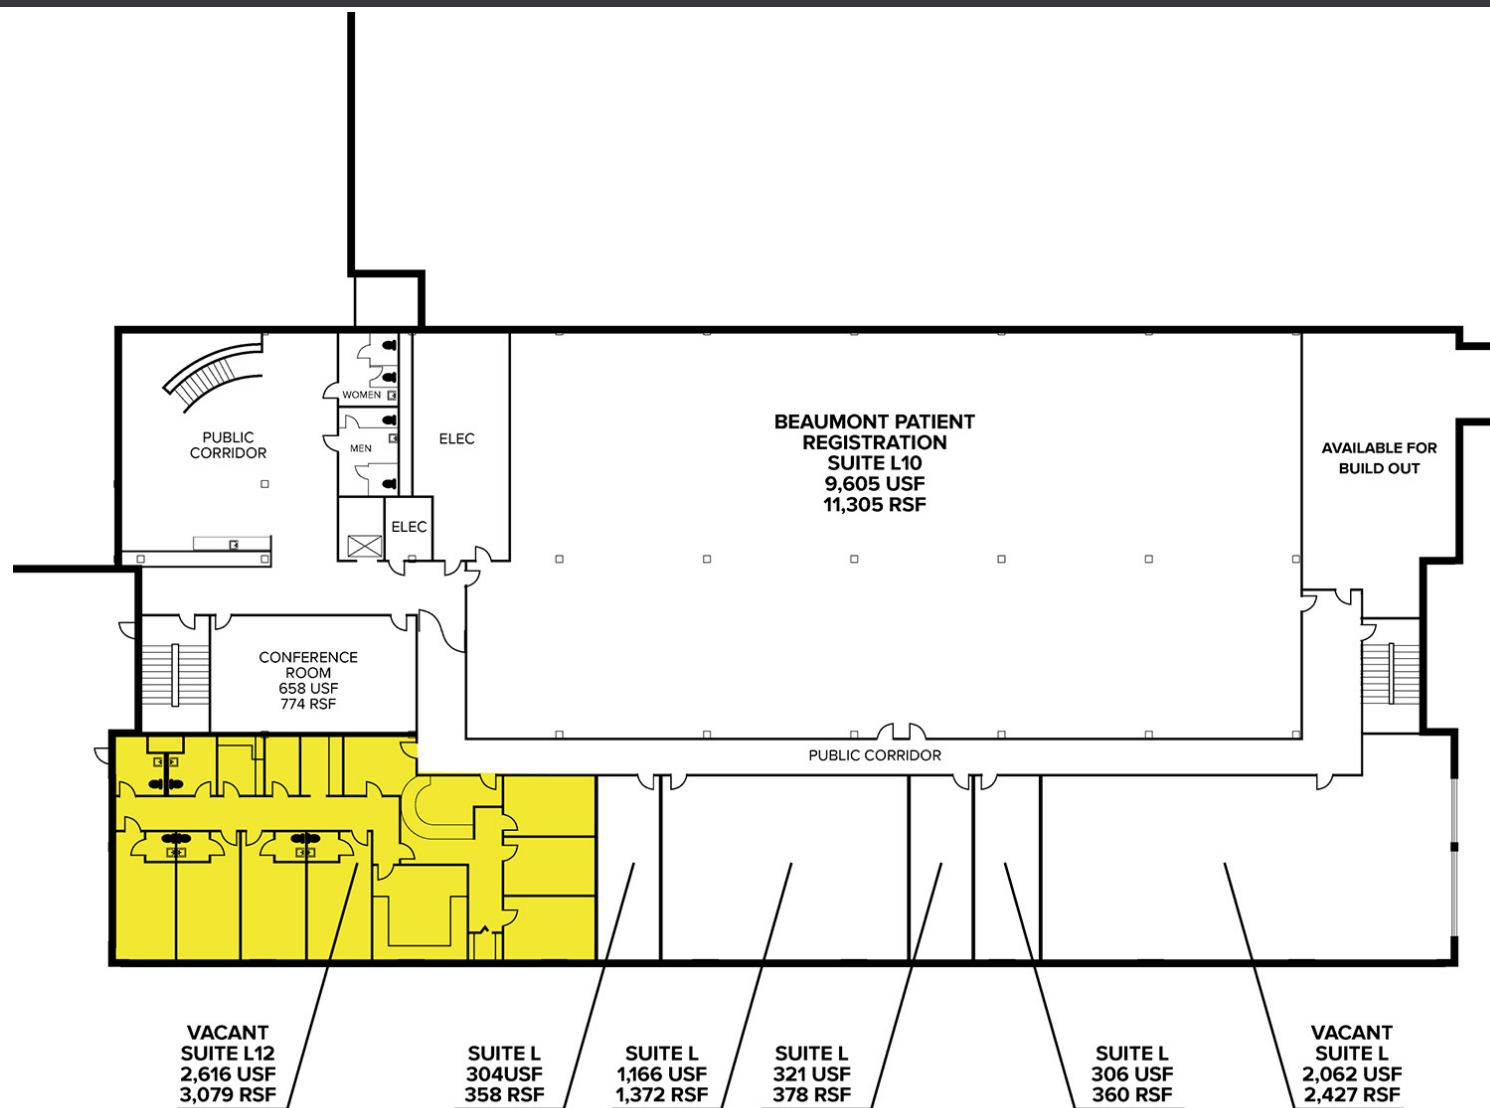 WOMEN
MEN
PUBLIC
CORRIDOR
ELEC
ELEC
BEAUMONT PATIENT
REGISTRATION
SUITE L10
9,605 USF
11,305 RSF
AVAILABLE FOR
BUILD OUT
CONFERENCE
ROOM
658 USF
774 RSF
PUBLIC CORRIDOR
VACANT
SUITE L12
2,616 USF
3,079 RSF
SUITE L
304USF
358 RSF
SUITE L
1,166 USF
1,372 RSF
SUITE L
321 USF
378 RSF
SUITE L
306 USF
360 RSF
VACANT
SUITE L
2,062 USF
2,427 RSF